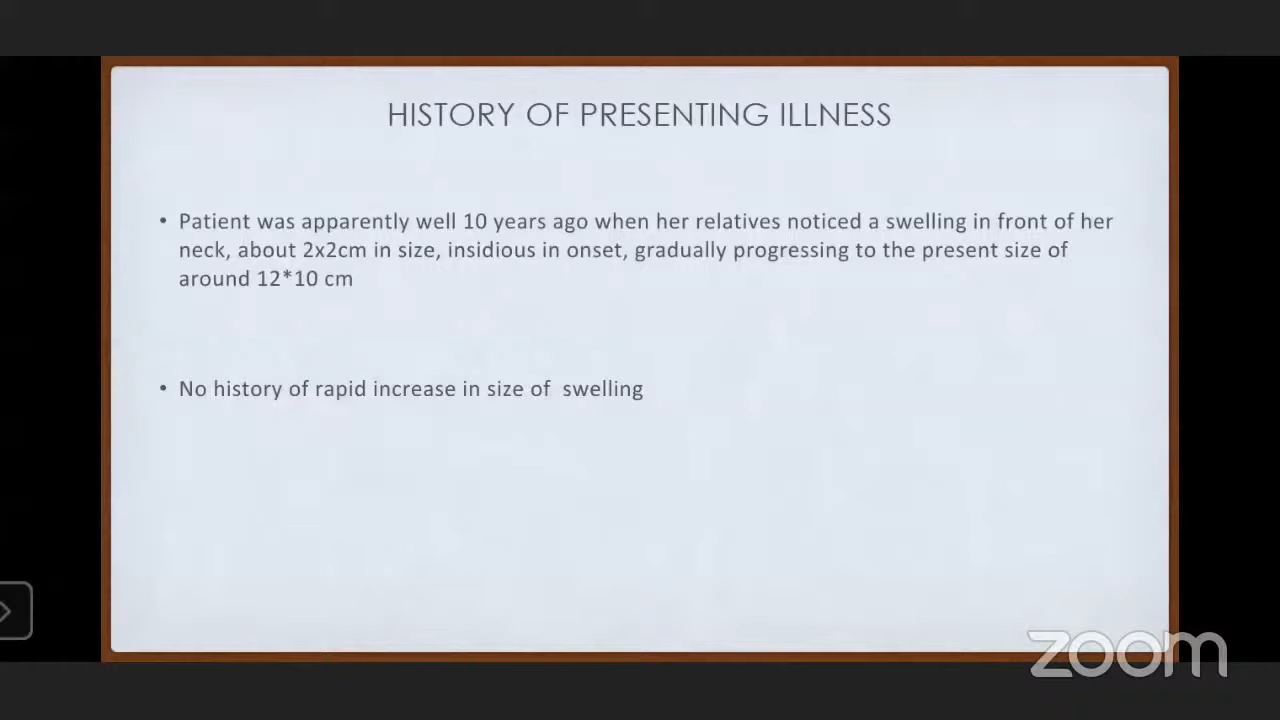 HISTORY OF PRESENTING ILLNESS
• Patient was apparently well 10 years ago when her relatives noticed a swelling in front of her
neck, about 2x2cm in size, insidious in onset, gradually progressing to the present size of
around 12*10 cm
• No history of rapid increase in size of  swelling
zoom